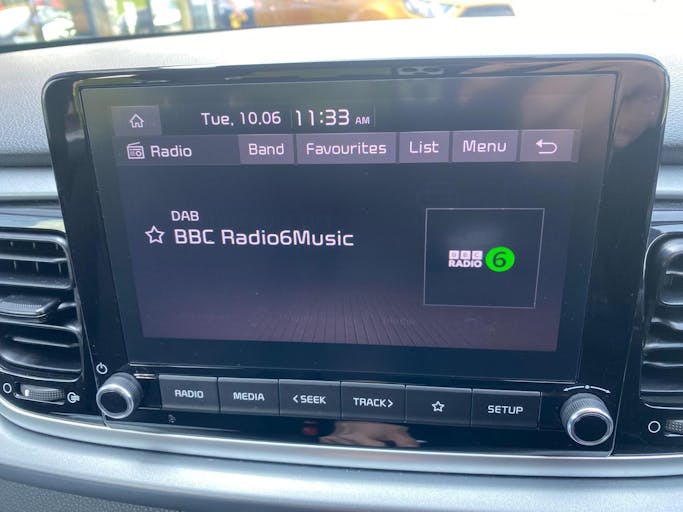 Tue, 10.06 11:33 AM
Radio Band Favourites List Menu
DAB
BBC Radio6Music
BBC
RADIO 6
RADIO MEDIA <SEEK TRACK> SETUP